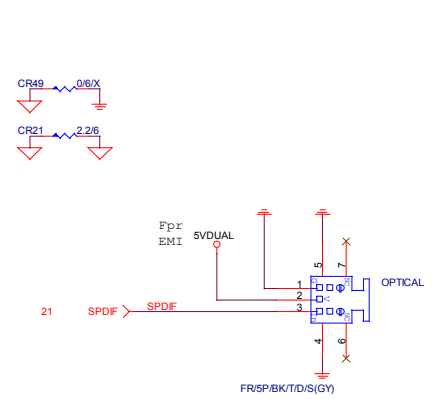 CR49 0/6/X
CR21 2.2/6
Fpr
EMI
5VDUAL
5 7
1
2
3
OPTICAL
21 SPDIF SPDIF
4 6
FR/5P/BK/T/D/S(GY)